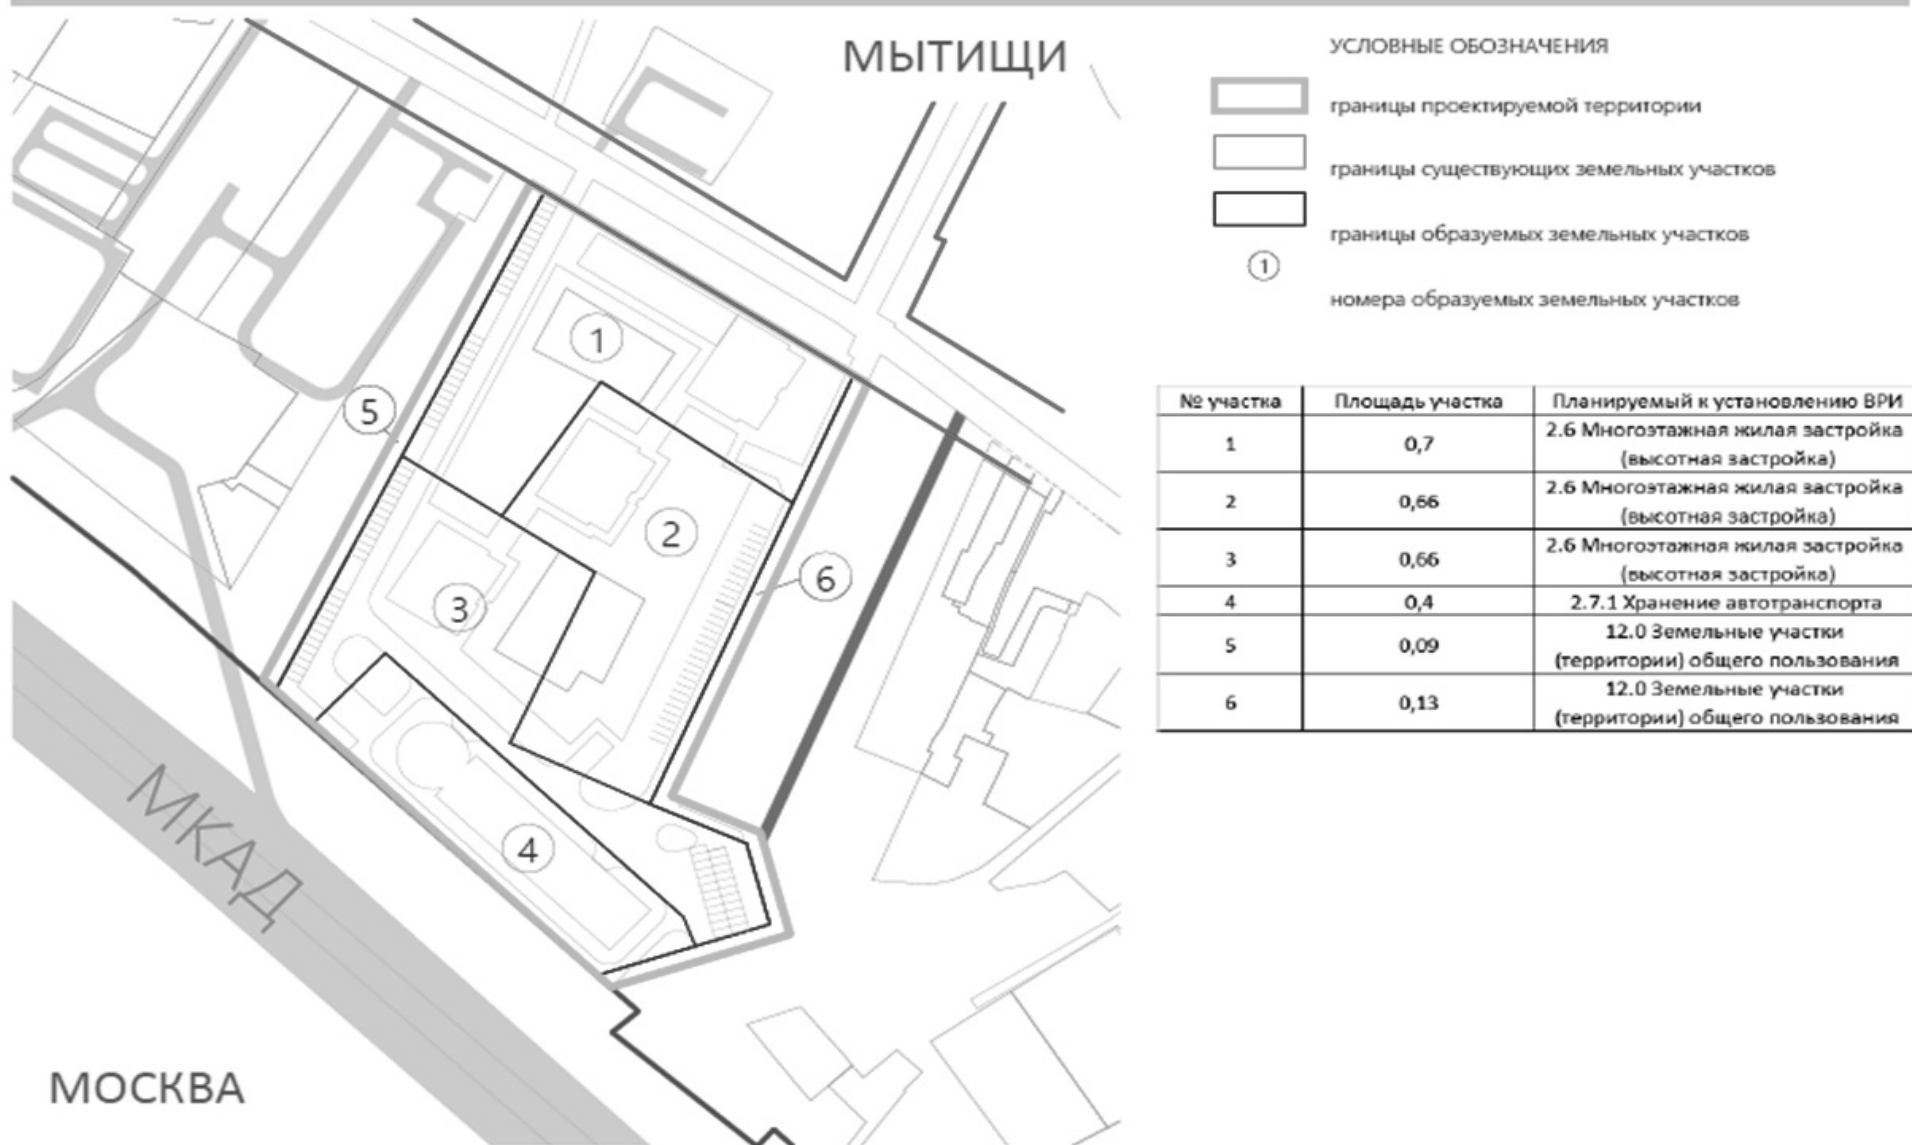 МЫТИЩИ
УСЛОВНЫЕ ОБОЗНАЧЕНИЯ
границы проектируемой территории
границы существующих земельных участков
границы образуемых земельных участков
1
номера образуемых земельных участков
1
5
2
6
3
4
МКАД
МОСКВА
№ участка Площадь участка Планируемый к установлению ВРИ
1 0,7 2.6 Многоэтажная жилая застройка
(высотная застройка)
2 0,66 2.6 Многоэтажная жилая застройка
(высотная застройка)
3 0,66 2.6 Многоэтажная жилая застройка
(высотная застройка)
4 0,4 2.7.1 Хранение автотранспорта
5 0,09 12.0 Земельные участки
(территории) общего пользования
6 0,13 12.0 Земельные участки
(территории) общего пользования